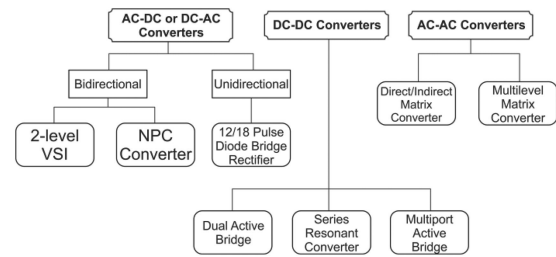 AC-DC or DC-AC
Converters
DC-DC Converters
AC-AC Converters
Bidirectional
Unidirectional
Direct/Indirect
Matrix
Converter
Multilevel
Matrix
Converter
2-level
VSI
NPC
Converter
12/18 Pulse
Diode Bridge
Rectifier
Dual Active
Bridge
Series
Resonant
Converter
Multiport
Active
Bridge